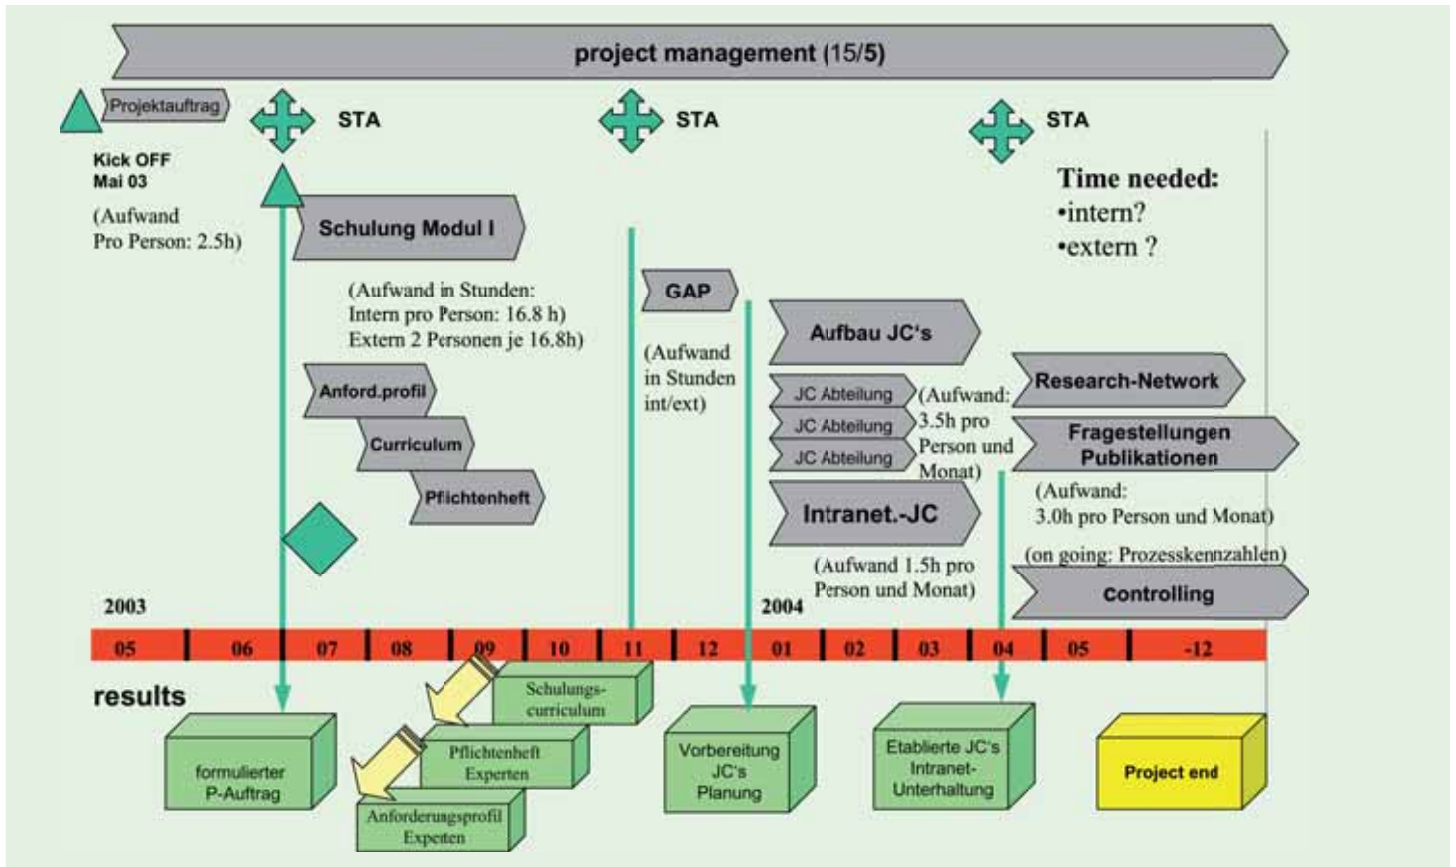 project management (15/5)
Projektauftrag
STA
STA
STA
Kick OFF
Mai 03
(Aufwand
Pro Person: 2.5h)
Time needed:
•intern?
•extern ?
Schulung Modul I
(Aufwand in Stunden:
Intern pro Person: 16.8 h)
Extern 2 Personen je 16.8h)
GAP
(Aufwand
in Stunden
int/ext)
Aufbau JC's
JC Abteilung
JC Abteilung
JC Abteilung
(Aufwand:
3.5h pro
Person und
Monat)
Research-Network
Fragestellungen
Publikationen
Anford.profil
Curriculum
Pflichtenheft
Intranet.-JC
(Aufwand 1.5h pro
Person und Monat)
(Aufwand:
3.0h pro Person und Monat)
(on going: Prozesskennzahlen)
Controlling
2003
2004
05 06 07 08 09 10 11 12 01 02 03 04 05 -12
results
Schulungs-
curriculum
Pflichtenheft
Experten
Anforderungsprofil
Experten
formulierter
P-Auftrag
Vorbereitung
JC's
Planung
Etablierte JC's
Intranet-
Unterhaltung
Project end